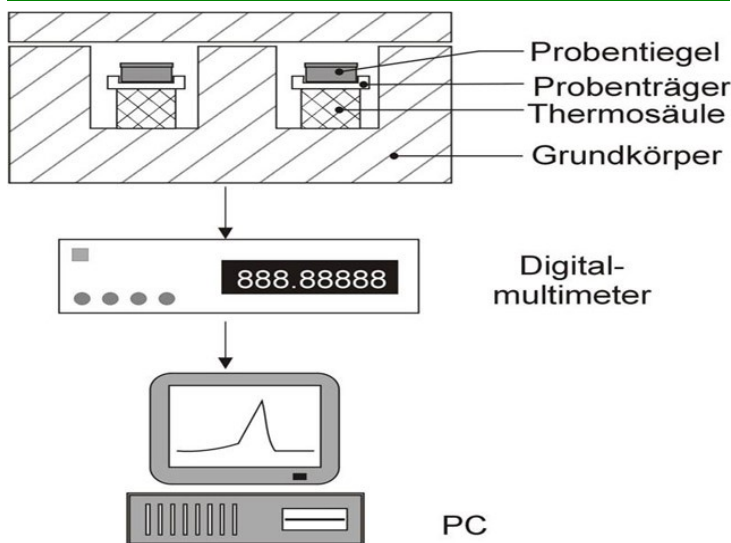 Probentiegel
Probenträger
Thermosäule
Grundkörper
888.88888
Digital-
multimeter
PC